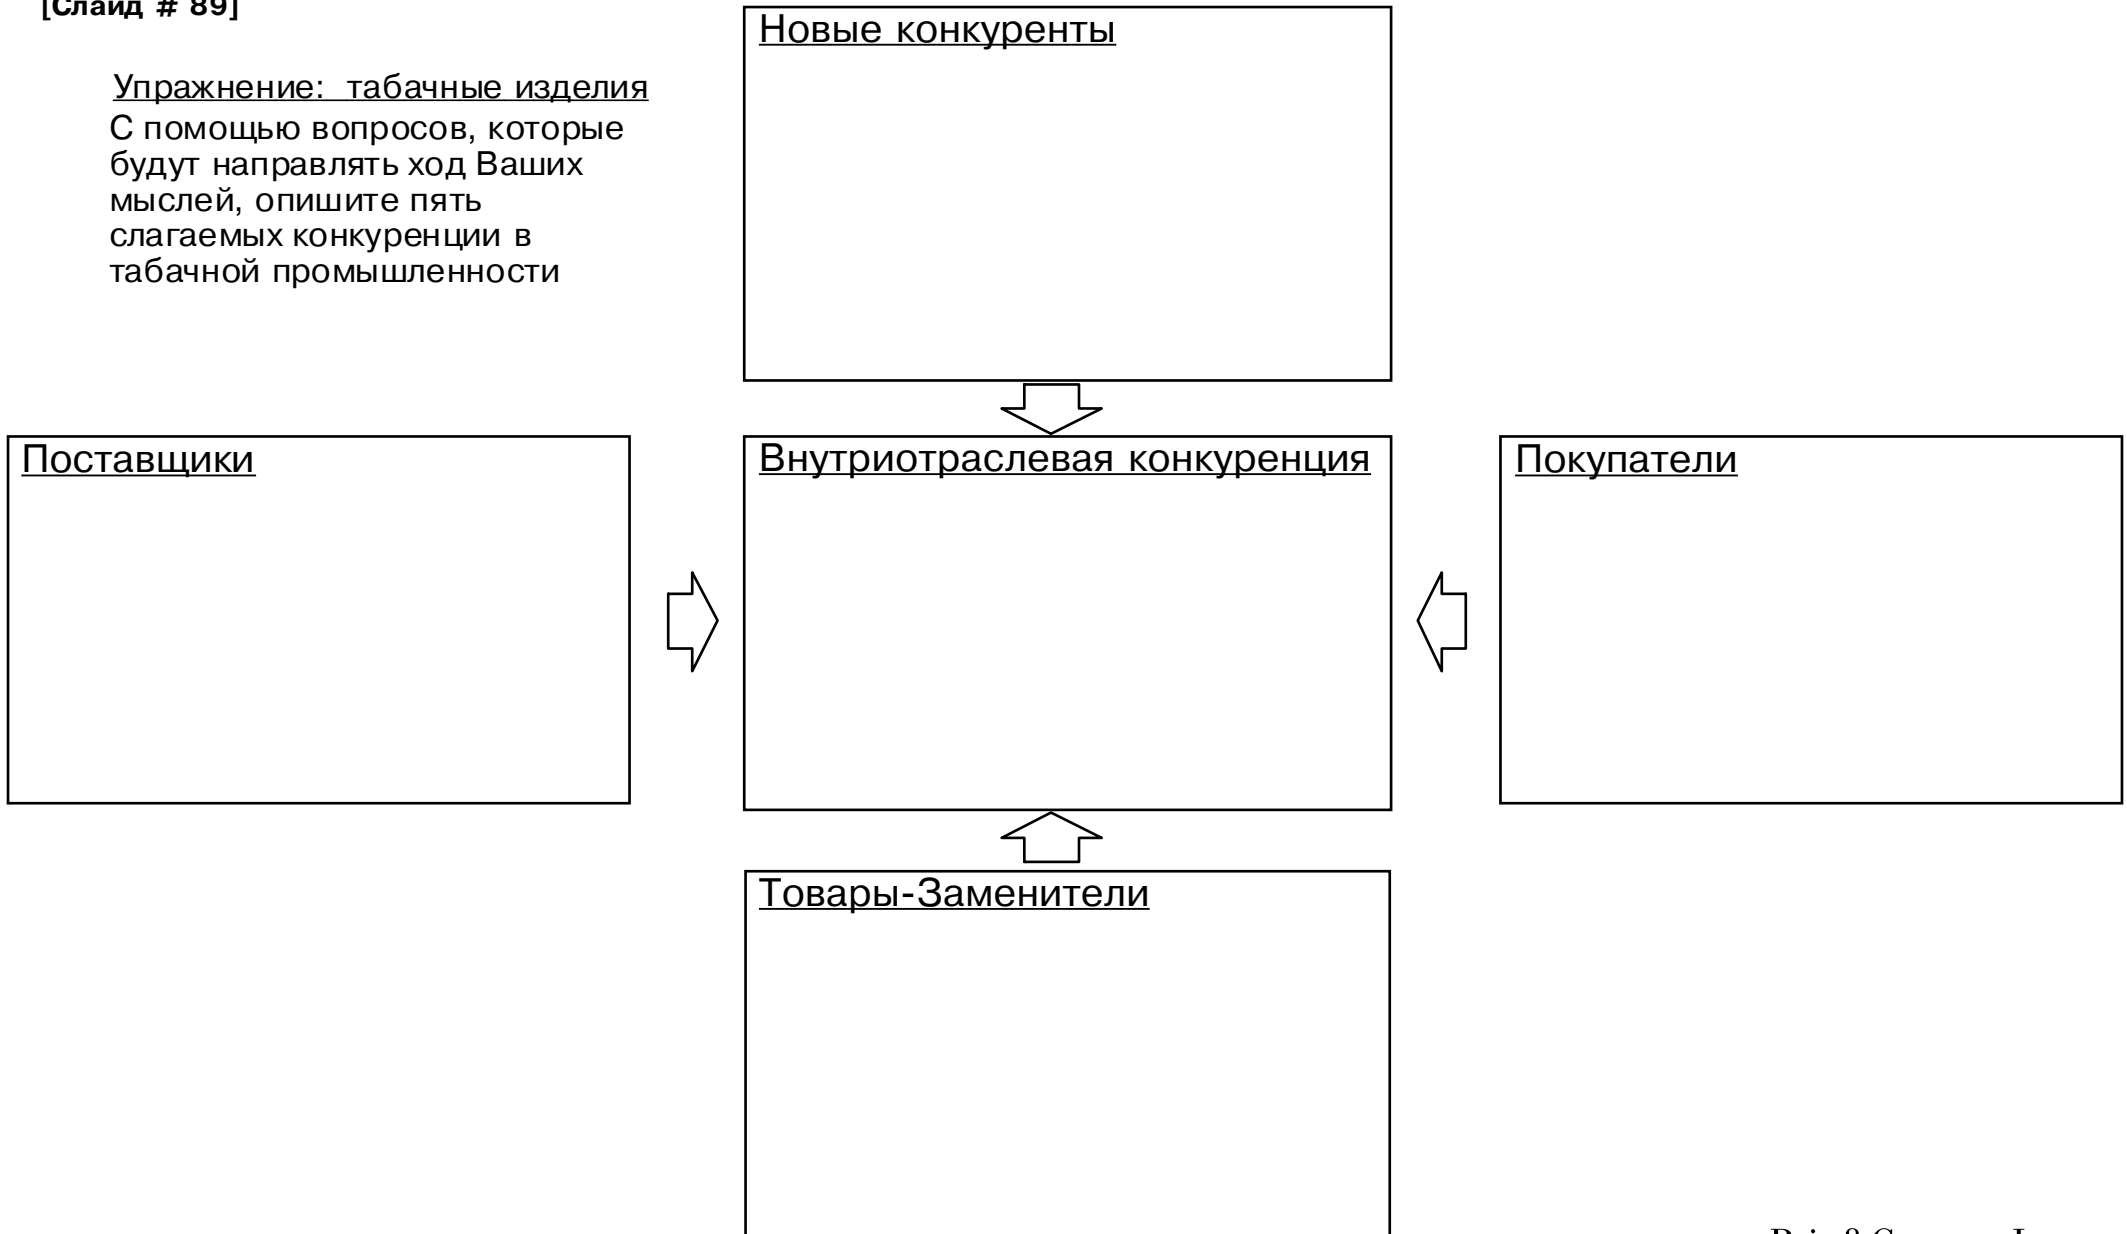 [Слайд # 89]
Новые конкуренты
Упражнение: табачные изделия
С помощью вопросов, которые
будут направлять ход Ваших
мыслей, опишите пять
слагаемых конкуренции в
табачной промышленности
Поставщики
Внутриотраслевая конкуренция
Покупатели
Товары-Заменители